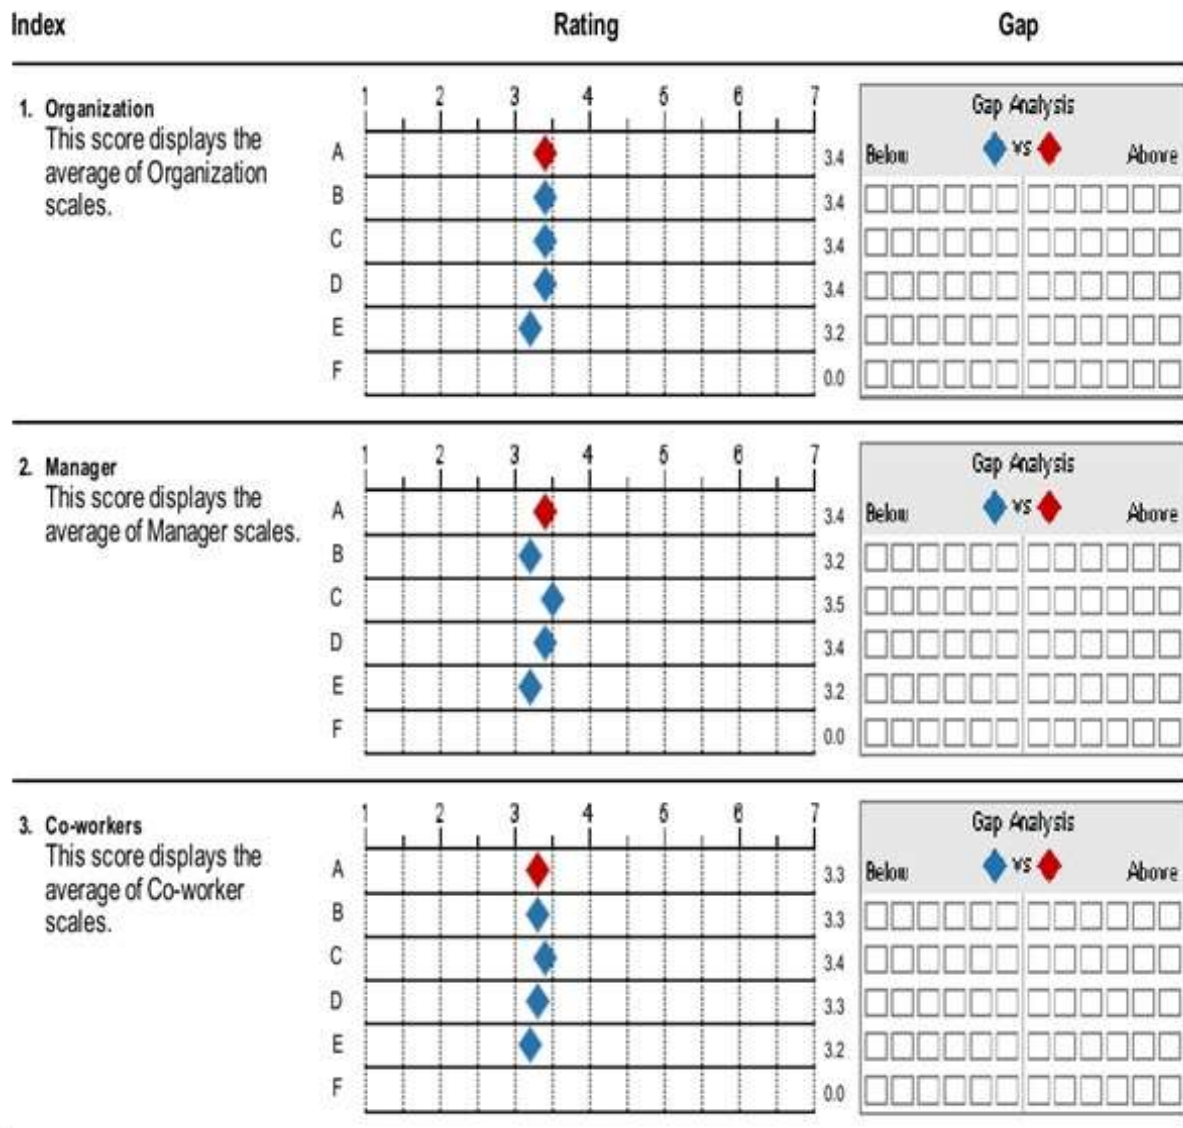 Index Rating Gap
1. Organization
This score displays the
average of Organization
scales.
1 2 3 4 5 6 7
A 3.4
B 3.4
C 3.4
D 3.4
E 3.2
F 0.0
Gap Analysis
Below vs Above
2. Manager
This score displays the
average of Manager scales.
1 2 3 4 5 6 7
A 3.4
B 3.2
C 3.5
D 3.4
E 3.2
F 0.0
Gap Analysis
Below vs Above
3. Co-workers
This score displays the
average of Co-worker
scales.
1 2 3 4 5 6 7
A 3.3
B 3.3
C 3.4
D 3.3
E 3.2
F 0.0
Gap Analysis
Below vs Above